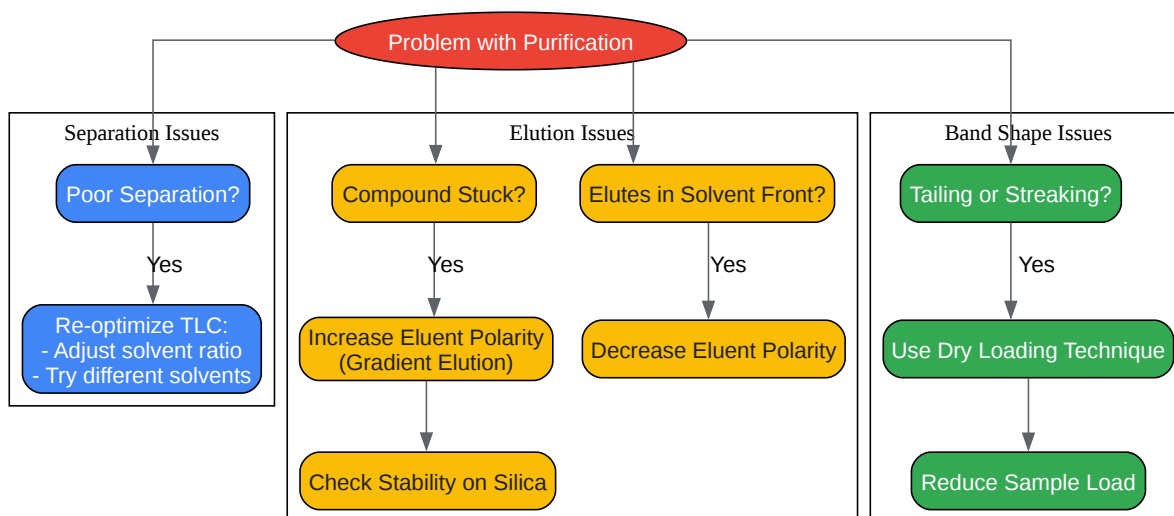 Problem with Purification
Separation Issues
Elution Issues
Band Shape Issues
Poor Separation?
Compound Stuck?
Elutes in Solvent Front?
Tailing or Streaking?
Yes
Yes
Yes
Yes
Re-optimize TLC:
- Adjust solvent ratio
- Try different solvents
Increase Eluent Polarity
(Gradient Elution)
Decrease Eluent Polarity
Use Dry Loading Technique
Check Stability on Silica
Reduce Sample Load